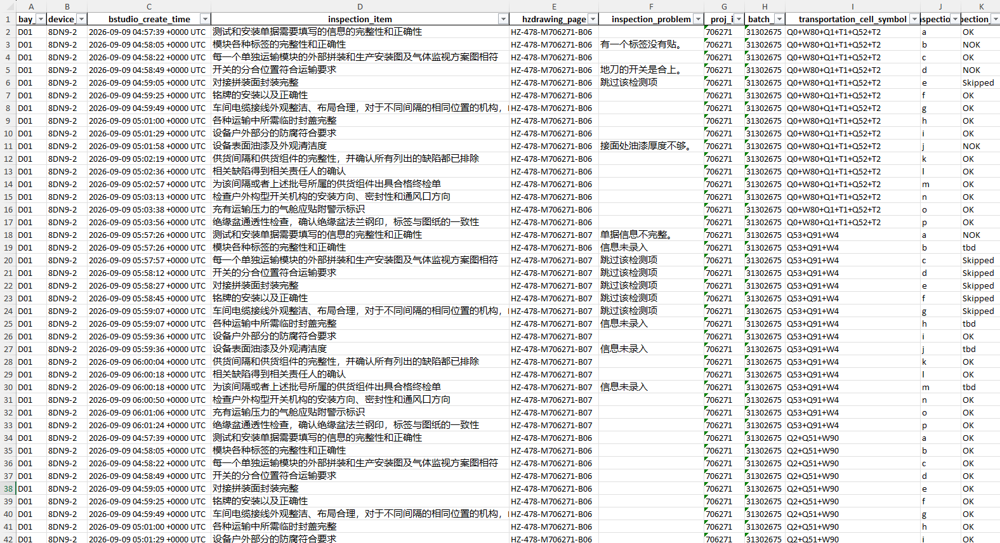 A B C D E F G H I J K
1 bay_ device_ bstudio_create_time inspection_item hzdrawing_page inspection_problem proj_i batch_ transportation_cell_symbol spectio pection_
2 D01 8DN9-2 2026-09-09 04:57:39 +0000 UTC 测试和安装单据需要填写的信息的完整性和正确性 HZ-478-M706271-B06 706271 31302675 Q0+W80+Q1+T1+Q52+T2 a OK
3 D01 8DN9-2 2026-09-09 04:58:05 +0000 UTC 模块各种标签的完整性和正确性 HZ-478-M706271-B06 有一个标签没有贴。 706271 31302675 Q0+W80+Q1+T1+Q52+T2 b NOK
4 D01 8DN9-2 2026-09-09 04:58:22 +0000 UTC 每一个单独运输模块的外部拼装和生产安装图及气体监视方案图相符 HZ-478-M706271-B06 706271 31302675 Q0+W80+Q1+T1+Q52+T2 c OK
5 D01 8DN9-2 2026-09-09 04:58:49 +0000 UTC 开关的分合位置符合运输要求 HZ-478-M706271-B06 地刀的开关是合上。 706271 31302675 Q0+W80+Q1+T1+Q52+T2 d NOK
6 D01 8DN9-2 2026-09-09 04:59:05 +0000 UTC 对接拼装面封装完整 HZ-478-M706271-B06 跳过该检测项 706271 31302675 Q0+W80+Q1+T1+Q52+T2 e Skipped
7 D01 8DN9-2 2026-09-09 04:59:25 +0000 UTC 铭牌的安装以及正确性 HZ-478-M706271-B06 706271 31302675 Q0+W80+Q1+T1+Q52+T2 f OK
8 D01 8DN9-2 2026-09-09 04:59:49 +0000 UTC 车间电缆接线外观整洁、布局合理，对于不同间隔的相同位置的机构， HZ-478-M706271-B06 706271 31302675 Q0+W80+Q1+T1+Q52+T2 g OK
9 D01 8DN9-2 2026-09-09 05:01:00 +0000 UTC 各种运输中所需临时封盖完整 HZ-478-M706271-B06 706271 31302675 Q0+W80+Q1+T1+Q52+T2 h OK
10 D01 8DN9-2 2026-09-09 05:01:29 +0000 UTC 设备户外部分的防腐符合要求 HZ-478-M706271-B06 706271 31302675 Q0+W80+Q1+T1+Q52+T2 i OK
11 D01 8DN9-2 2026-09-09 05:01:58 +0000 UTC 设备表面油漆及外观清洁度 HZ-478-M706271-B06 接面处油漆厚度不够。 706271 31302675 Q0+W80+Q1+T1+Q52+T2 j NOK
12 D01 8DN9-2 2026-09-09 05:02:19 +0000 UTC 供货间隔和供货组件的完整性，并确认所有列出的缺陷都已排除 HZ-478-M706271-B06 706271 31302675 Q0+W80+Q1+T1+Q52+T2 k OK
13 D01 8DN9-2 2026-09-09 05:02:36 +0000 UTC 相关缺陷得到相关责任人的确认 HZ-478-M706271-B06 706271 31302675 Q0+W80+Q1+T1+Q52+T2 l OK
14 D01 8DN9-2 2026-09-09 05:02:57 +0000 UTC 为该间隔或者上述批号所属的供货组件出具合格终检单 HZ-478-M706271-B06 706271 31302675 Q0+W80+Q1+T1+Q52+T2 m OK
15 D01 8DN9-2 2026-09-09 05:03:13 +0000 UTC 检查户外构型开关机构的安装方向、密封性和通风口方向 HZ-478-M706271-B06 706271 31302675 Q0+W80+Q1+T1+Q52+T2 n OK
16 D01 8DN9-2 2026-09-09 05:03:38 +0000 UTC 充有运输压力的气舱应贴附警示标识 HZ-478-M706271-B06 706271 31302675 Q0+W80+Q1+T1+Q52+T2 o OK
17 D01 8DN9-2 2026-09-09 05:03:56 +0000 UTC 绝缘盆通透性检查，确认绝缘盆法兰钢印，标签与图纸的一致性 HZ-478-M706271-B06 706271 31302675 Q0+W80+Q1+T1+Q52+T2 p OK
18 D01 8DN9-2 2026-09-09 05:57:26 +0000 UTC 测试和安装单据需要填写的信息的完整性和正确性 HZ-478-M706271-B07 单据信息不完整。 706271 31302675 Q53+Q91+W4 a NOK
19 D01 8DN9-2 2026-09-09 05:57:26 +0000 UTC 模块各种标签的完整性和正确性 HZ-478-M706271-B07 信息未录入 706271 31302675 Q53+Q91+W4 b tbd
20 D01 8DN9-2 2026-09-09 05:57:57 +0000 UTC 每一个单独运输模块的外部拼装和生产安装图及气体监视方案图相符 HZ-478-M706271-B07 跳过该检测项 706271 31302675 Q53+Q91+W4 c Skipped
21 D01 8DN9-2 2026-09-09 05:58:12 +0000 UTC 开关的分合位置符合运输要求 HZ-478-M706271-B07 跳过该检测项 706271 31302675 Q53+Q91+W4 d Skipped
22 D01 8DN9-2 2026-09-09 05:58:27 +0000 UTC 对接拼装面封装完整 HZ-478-M706271-B07 跳过该检测项 706271 31302675 Q53+Q91+W4 e Skipped
23 D01 8DN9-2 2026-09-09 05:58:45 +0000 UTC 铭牌的安装以及正确性 HZ-478-M706271-B07 跳过该检测项 706271 31302675 Q53+Q91+W4 f Skipped
24 D01 8DN9-2 2026-09-09 05:59:07 +0000 UTC 车间电缆接线外观整洁、布局合理，对于不同间隔的相同位置的机构， HZ-478-M706271-B07 跳过该检测项 706271 31302675 Q53+Q91+W4 g Skipped
25 D01 8DN9-2 2026-09-09 05:59:07 +0000 UTC 各种运输中所需临时封盖完整 HZ-478-M706271-B07 信息未录入 706271 31302675 Q53+Q91+W4 h tbd
26 D01 8DN9-2 2026-09-09 05:59:36 +0000 UTC 设备户外部分的防腐符合要求 HZ-478-M706271-B07 706271 31302675 Q53+Q91+W4 i OK
27 D01 8DN9-2 2026-09-09 05:59:36 +0000 UTC 设备表面油漆及外观清洁度 HZ-478-M706271-B07 信息未录入 706271 31302675 Q53+Q91+W4 j tbd
28 D01 8DN9-2 2026-09-09 06:00:04 +0000 UTC 供货间隔和供货组件的完整性，并确认所有列出的缺陷都已排除 HZ-478-M706271-B07 706271 31302675 Q53+Q91+W4 k OK
29 D01 8DN9-2 2026-09-09 06:00:18 +0000 UTC 相关缺陷得到相关责任人的确认 HZ-478-M706271-B07 706271 31302675 Q53+Q91+W4 l OK
30 D01 8DN9-2 2026-09-09 06:00:18 +0000 UTC 为该间隔或者上述批号所属的供货组件出具合格终检单 HZ-478-M706271-B07 信息未录入 706271 31302675 Q53+Q91+W4 m tbd
31 D01 8DN9-2 2026-09-09 06:00:50 +0000 UTC 检查户外构型开关机构的安装方向、密封性和通风口方向 HZ-478-M706271-B07 706271 31302675 Q53+Q91+W4 n OK
32 D01 8DN9-2 2026-09-09 06:01:06 +0000 UTC 充有运输压力的气舱应贴附警示标识 HZ-478-M706271-B07 706271 31302675 Q53+Q91+W4 o OK
33 D01 8DN9-2 2026-09-09 06:01:24 +0000 UTC 绝缘盆通透性检查，确认绝缘盆法兰钢印，标签与图纸的一致性 HZ-478-M706271-B07 706271 31302675 Q53+Q91+W4 p OK
34 D01 8DN9-2 2026-09-09 04:57:39 +0000 UTC 测试和安装单据需要填写的信息的完整性和正确性 HZ-478-M706271-B06 706271 31302675 Q2+Q51+W90 a OK
35 D01 8DN9-2 2026-09-09 04:58:05 +0000 UTC 模块各种标签的完整性和正确性 HZ-478-M706271-B06 706271 31302675 Q2+Q51+W90 b OK
36 D01 8DN9-2 2026-09-09 04:58:22 +0000 UTC 每一个单独运输模块的外部拼装和生产安装图及气体监视方案图相符 HZ-478-M706271-B06 706271 31302675 Q2+Q51+W90 c OK
37 D01 8DN9-2 2026-09-09 04:58:49 +0000 UTC 开关的分合位置符合运输要求 HZ-478-M706271-B06 706271 31302675 Q2+Q51+W90 d OK
38 D01 8DN9-2 2026-09-09 04:59:05 +0000 UTC 对接拼装面封装完整 HZ-478-M706271-B06 706271 31302675 Q2+Q51+W90 e OK
39 D01 8DN9-2 2026-09-09 04:59:25 +0000 UTC 铭牌的安装以及正确性 HZ-478-M706271-B06 706271 31302675 Q2+Q51+W90 f OK
40 D01 8DN9-2 2026-09-09 04:59:49 +0000 UTC 车间电缆接线外观整洁、布局合理，对于不同间隔的相同位置的机构， HZ-478-M706271-B06 706271 31302675 Q2+Q51+W90 g OK
41 D01 8DN9-2 2026-09-09 05:01:00 +0000 UTC 各种运输中所需临时封盖完整 HZ-478-M706271-B06 706271 31302675 Q2+Q51+W90 h OK
42 D01 8DN9-2 2026-09-09 05:01:29 +0000 UTC 设备户外部分的防腐符合要求 HZ-478-M706271-B06 706271 31302675 Q2+Q51+W90 i OK